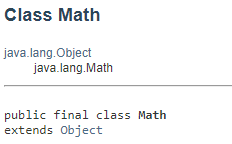 Class Math
java.lang.Object
java.lang.Math
public final class Math
extends Object